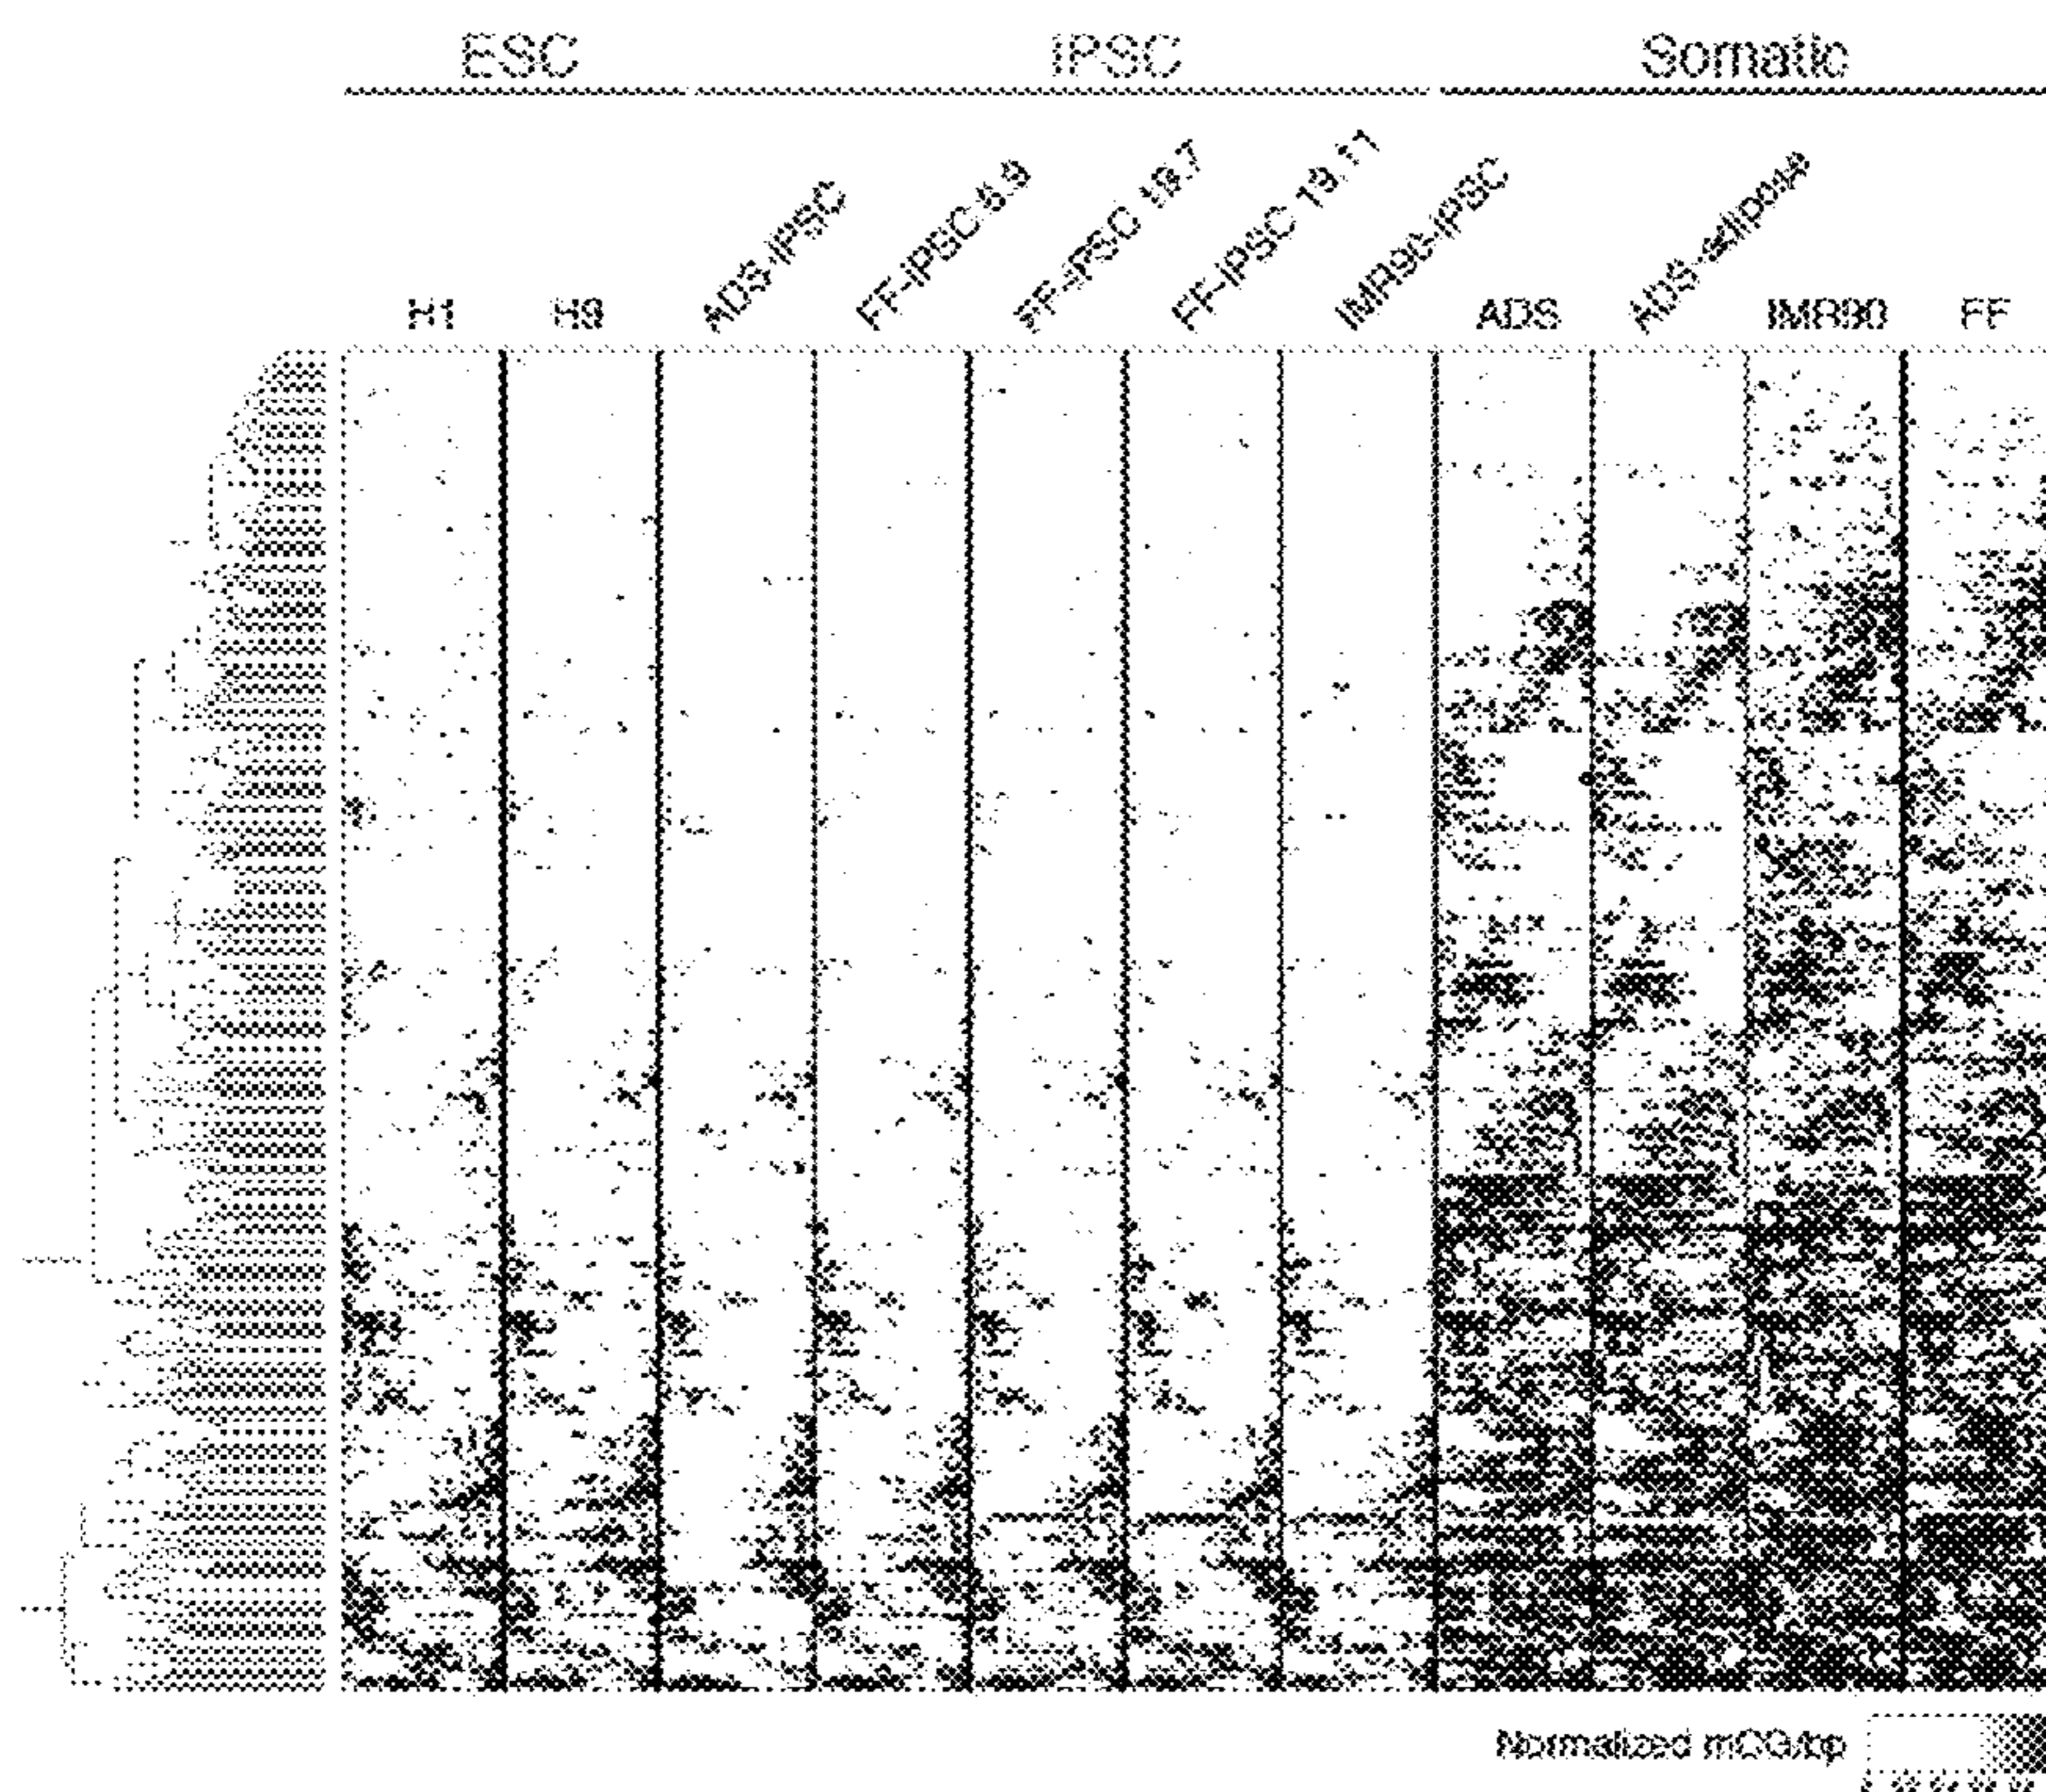 ESC iPSC Somatic
H1 H9 ADS-iPSC FF-iPSC 6.9 FF-iPSC 19.7 FF-iPSC 19.11 IMR90-iPSC ADS ADS-adipose IMR90 FF
Normalized mCG/bp